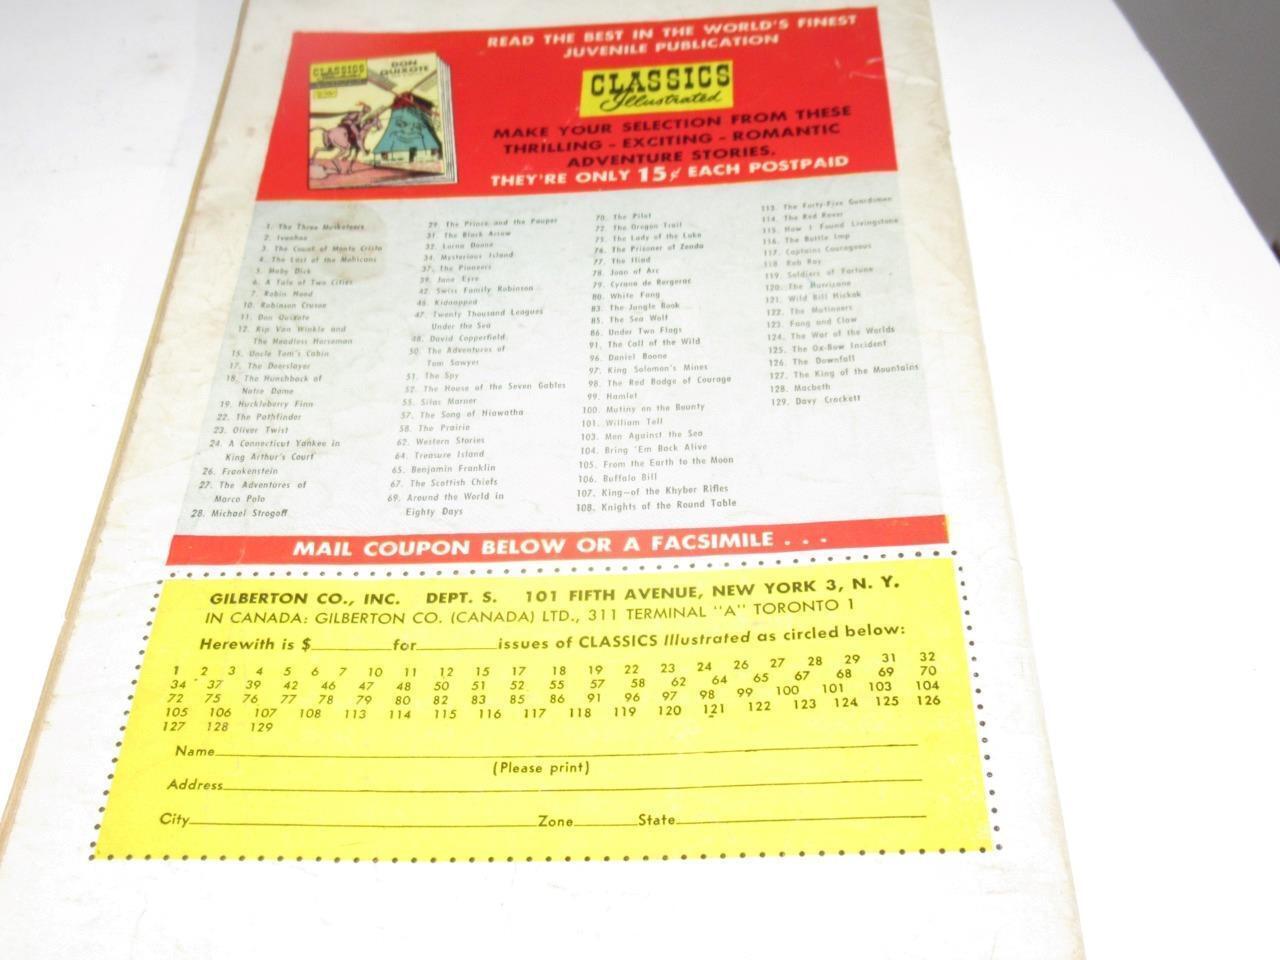 READ THE BEST IN THE WORLD'S FINEST
JUVENILE PUBLICATION
CLASSICS
Illustrated
CLASSICS
DON
QUIXOTE
MAKE YOUR SELECTION FROM THESE
THRILLING - EXCITING - ROMANTIC
ADVENTURE STORIES.
THEY'RE ONLY 15¢ EACH POSTPAID
1. The Three Musketeers
2. Ivanhoe
3. The Count of Monte Cristo
4. The Last of the Mohicans
5. Moby Dick
6. A Tale of Two Cities
7. Robin Hood
10. Robinson Crusoe
11. Don Quixote
12. Rip Van Winkle and
The Headless Horseman
15. Uncle Tom's Cabin
17. The Deerslayer
18. The Hunchback of
Notre Dame
19. Huckleberry Finn
22. The Pathfinder
23. Oliver Twist
24. A Connecticut Yankee in
King Arthur's Court
26. Frankenstein
27. The Adventures of
Marco Polo
28. Michael Strogoff
29. The Prince and the Pauper
31. The Black Arrow
32. Lorna Doone
34. Mysterious Island
37. The Pioneers
39. Jane Eyre
42. Swiss Family Robinson
46. Kidnapped
47. Twenty Thousand Leagues
Under the Sea
48. David Copperfield
50. The Adventures of
Tom Sawyer
51. The Spy
52. The House of the Seven Gables
55. Silas Marner
57. The Song of Hiawatha
58. The Prairie
62. Western Stories
64. Treasure Island
65. Benjamin Franklin
67. The Scottish Chiefs
69. Around the World in
Eighty Days
70. The Pilot
72. The Oregon Trail
75. The Lady of the Lake
76. The Prisoner of Zenda
77. The Iliad
78. Joan of Arc
79. Cyrano de Bergerac
80. White Fang
83. The Jungle Book
85. The Sea Wolf
86. Under Two Flags
91. The Call of the Wild
96. Daniel Boone
97. King Solomon's Mines
98. The Red Badge of Courage
99. Hamlet
100. Mutiny on the Bounty
101. William Tell
103. Men Against the Sea
104. Bring 'Em Back Alive
105. From the Earth to the Moon
106. Buffalo Bill
107. King—of the Khyber Rifles
108. Knights of the Round Table
113. The Forty-Five Guardsmen
114. The Red Rover
115. How I Found Livingstone
116. The Bottle Imp
117. Captains Courageous
118. Rob Roy
119. Soldiers of Fortune
120. The Hurricane
121. Wild Bill Hickok
122. The Mutineers
123. Fang and Claw
124. The War of the Worlds
125. The Ox-Bow Incident
126. The Downfall
127. The King of the Mountains
128. Macbeth
129. Davy Crockett
MAIL COUPON BELOW OR A FACSIMILE . . .
GILBERTON CO., INC. DEPT. S. 101 FIFTH AVENUE, NEW YORK 3, N. Y.
IN CANADA: GILBERTON CO. (CANADA) LTD., 311 TERMINAL "A" TORONTO 1
Herewith is $ for issues of CLASSICS Illustrated as circled below:
1 2 3 4 5 6 7 10 11 12 15 17 18 19 22 23 24 26 27 28 29 31 32
34 37 39 42 46 47 48 50 51 52 55 57 58 62 64 65 67 68 69 70
72 75 76 77 78 79 80 82 83 85 86 91 96 97 98 99 100 101 103 104
105 106 107 108 113 114 115 116 117 118 119 120 121 122 123 124 125 126
127 128 129
Name
(Please print)
Address
City Zone State